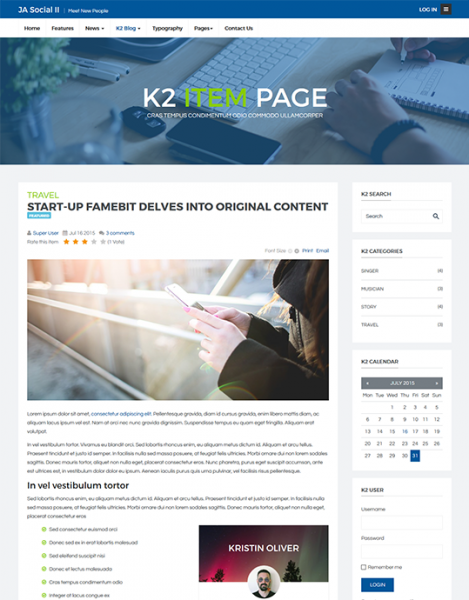 JA Social II Meet New People LOG IN
Home Features News K2 Blog Typography Pages Contact Us
K2 ITEM PAGE
CRAS TEMPUS CONDIMENTUM ODIO COMMODO ULLAMCORPER
TRAVEL
START-UP FAMEBIT DELVES INTO ORIGINAL CONTENT
FEATURED
Super User Jul 16 2015 3 comments
Rate this item (1 Vote)
Font Size Print Email
Lorem ipsum dolor sit amet, consectetur adipiscing elit. Pellentesque gravida, diam id cursus gravida, enim libero mattis diam, ac
aliquam lacus ipsum vel est. Nam at orci nec nunc gravida dignissim. Suspendisse tempus eu quam eget fringilla. Aliquam erat
volutpat.
In vel vestibulum tortor. Vivamus eu blandit orci. Sed lobortis rhoncus enim, eu aliquam metus dictum id. Aliquam et arcu tellus.
Praesent tincidunt et justo id semper. In facilisis nulla sed massa posuere, at feugiat felis ultricies. Morbi ornare dui non lorem sodales
sagittis. Donec mauris tortor, aliquet non nulla eget, placerat consectetur eros. Nunc pharetra, purus eget suscipit accumsan, ante
est ultrices est, in vestibulum dolor dolor eu ipsum. Aenean iaculis purus quis urna pulvinar, vel facilisis risus pellentesque.
In vel vestibulum tortor
Sed lobortis rhoncus enim, eu aliquam metus dictum id. Aliquam et arcu tellus. Praesent tincidunt et justo id semper. In facilisis nulla
sed massa posuere, at feugiat felis ultricies. Morbi ornare dui non lorem sodales sagittis. Donec mauris tortor, aliquet non nulla eget,
placerat consectetur eros.
Sed consectetur euismod orci
Donec sed ex in erat lobortis malesuad
Sed eleifend suscipit nisi
Donec et lectus malesuada
Cras tempus condimentum odio
Integer at lacus congue ex
KRISTIN OLIVER
K2 SEARCH
Search
K2 CATEGORIES
SINGER (4)
MUSICIAN (3)
STORY (4)
TRAVEL (3)
K2 CALENDAR
« JULY 2015 »
Mon Tue Wed Thu Fri Sat Sun
1 2 3 4 5
6 7 8 9 10 11 12
13 14 15 16 17 18 19
20 21 22 23 24 25 26
27 28 29 30 31
K2 USER
Username
Password
Remember me
LOGIN